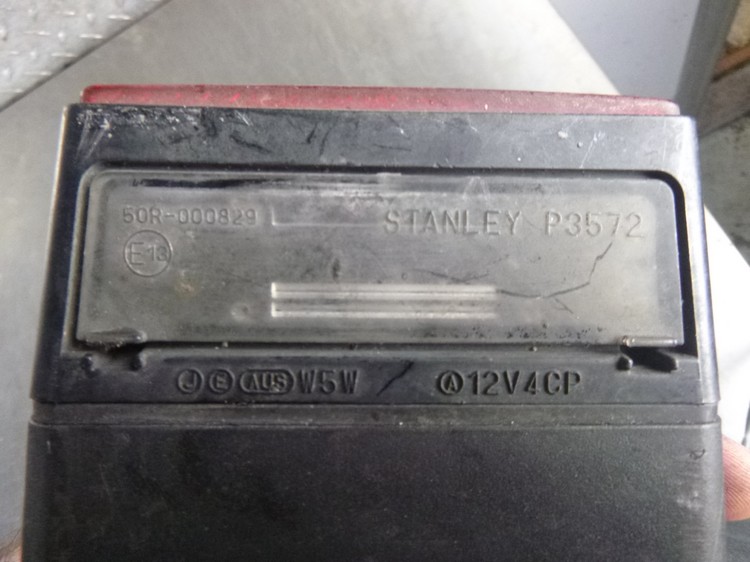 50R-000829 STANLEY P3572
E13
J E AUS W5W / A 12V4CP